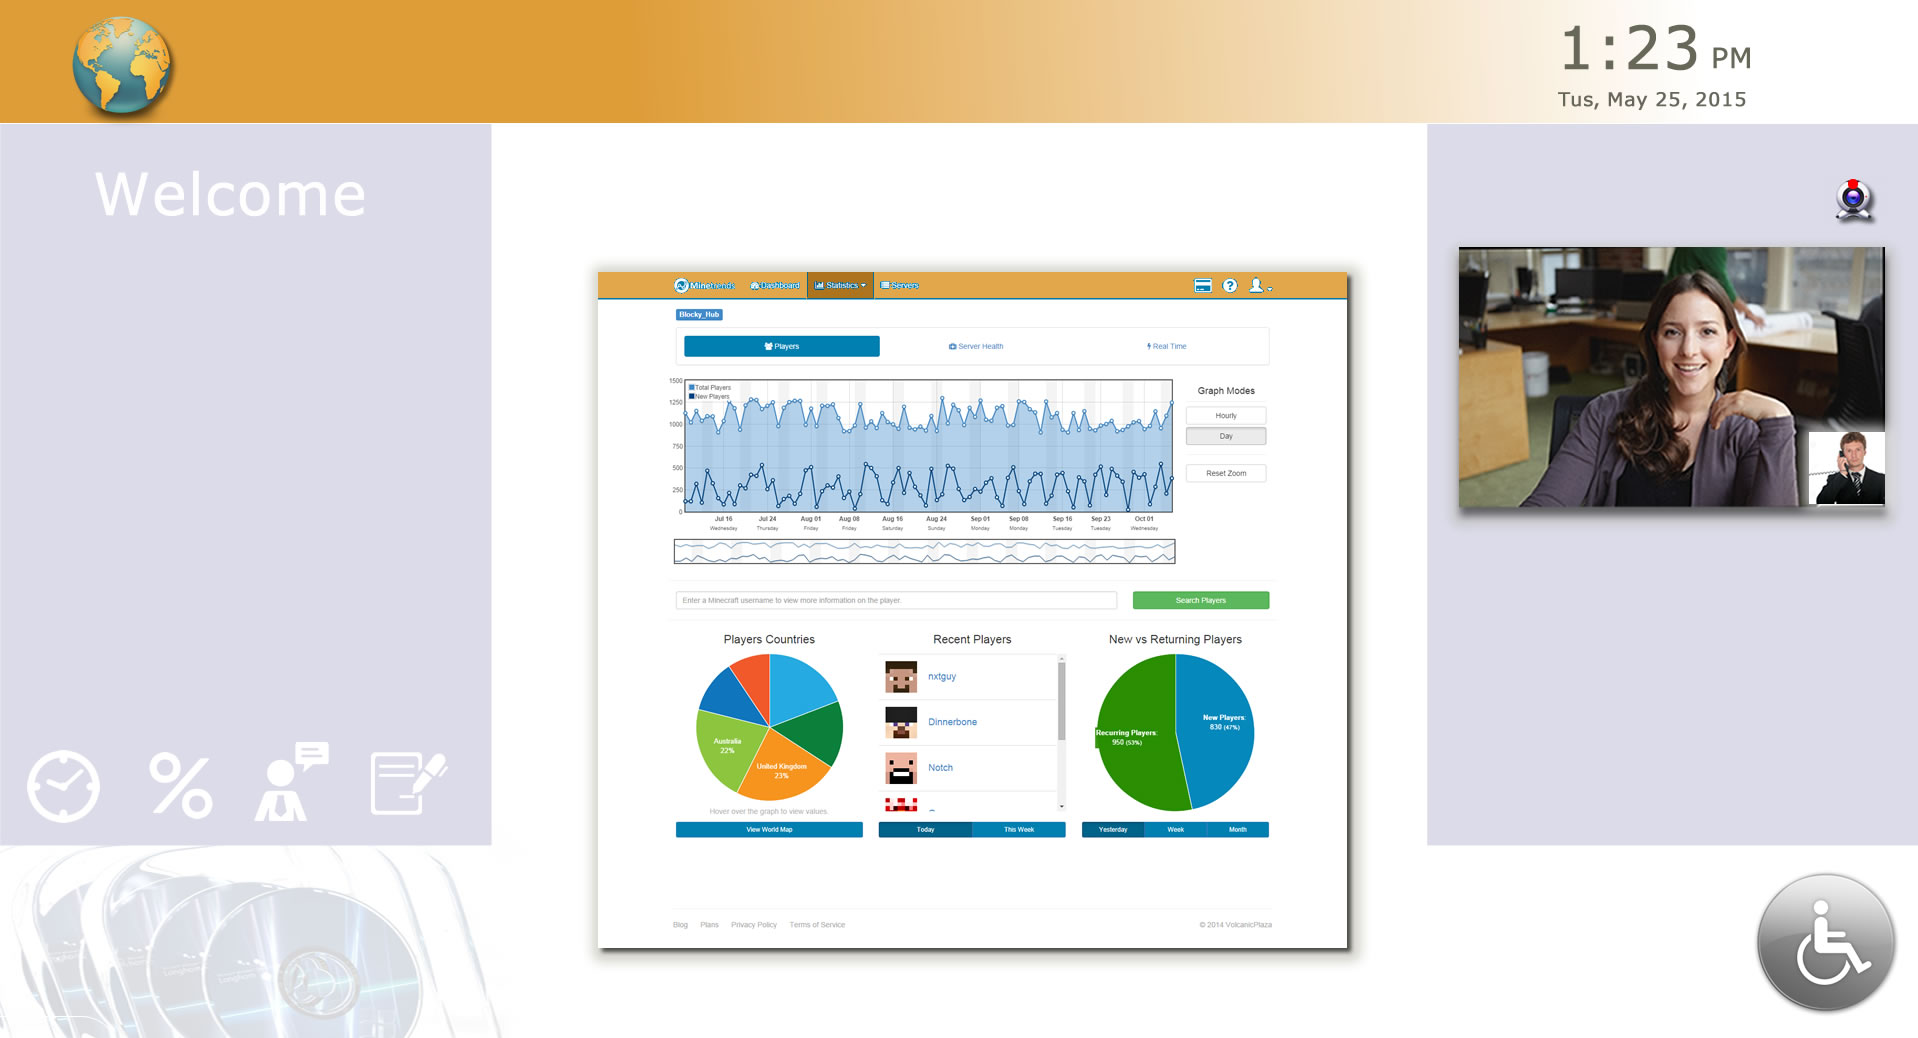 1:23 PM
Tus, May 25, 2015
Welcome
Minetrends Dashboard Statistics Servers
Blocky_Hub
Players Server Health Real Time
1500
1250
1000
750
500
250
0
Total Players
New Players
Jul 16 Jul 24 Aug 01 Aug 08 Aug 16 Aug 24 Sep 01 Sep 08 Sep 16 Sep 23 Oct 01
Wednesday Thursday Friday Friday Saturday Sunday Monday Monday Tuesday Tuesday Wednesday
Graph Modes
Hourly
Day
Reset Zoom
Enter a Minecraft username to view more information on the player.
Search Players
Players Countries
Australia
22%
United Kingdom
23%
Hover over the graph to view values.
View World Map
Recent Players
nxtguy
Dinnerbone
Notch
Today This Week
New vs Returning Players
New Players:
830 (47%)
Recurring Players:
950 (53%)
Yesterday Week Month
Blog Plans Privacy Policy Terms of Service
© 2014 VolcanicPlaza
Longhorn